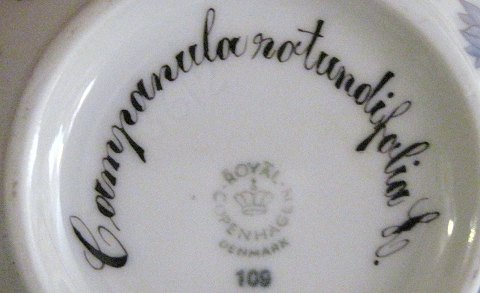 Campanula rotundifolia L.
ROYAL
COPENHAGEN
DENMARK
109